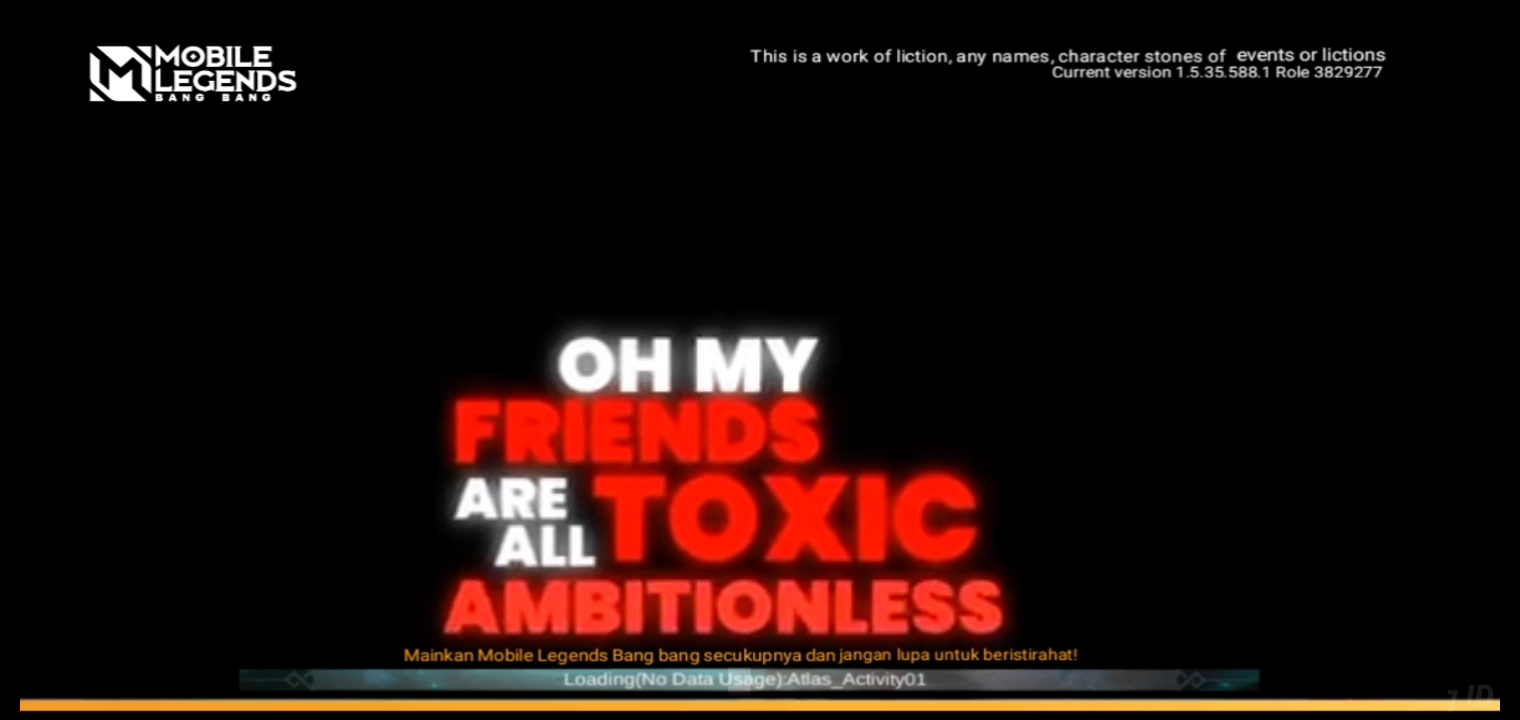 MOBILE
LEGENDS
BANG BANG
This is a work of liction, any names, character stones of events or lictions
Current version 1.5.35.588.1 Role 3829277
OH MY
FRIENDS
ARE
ALL TOXIC
AMBITIONLESS
Mainkan Mobile Legends Bang bang secukupnya dan jangan lupa untuk beristirahat!
Loading(No Data Usage):Atlas_Activity01